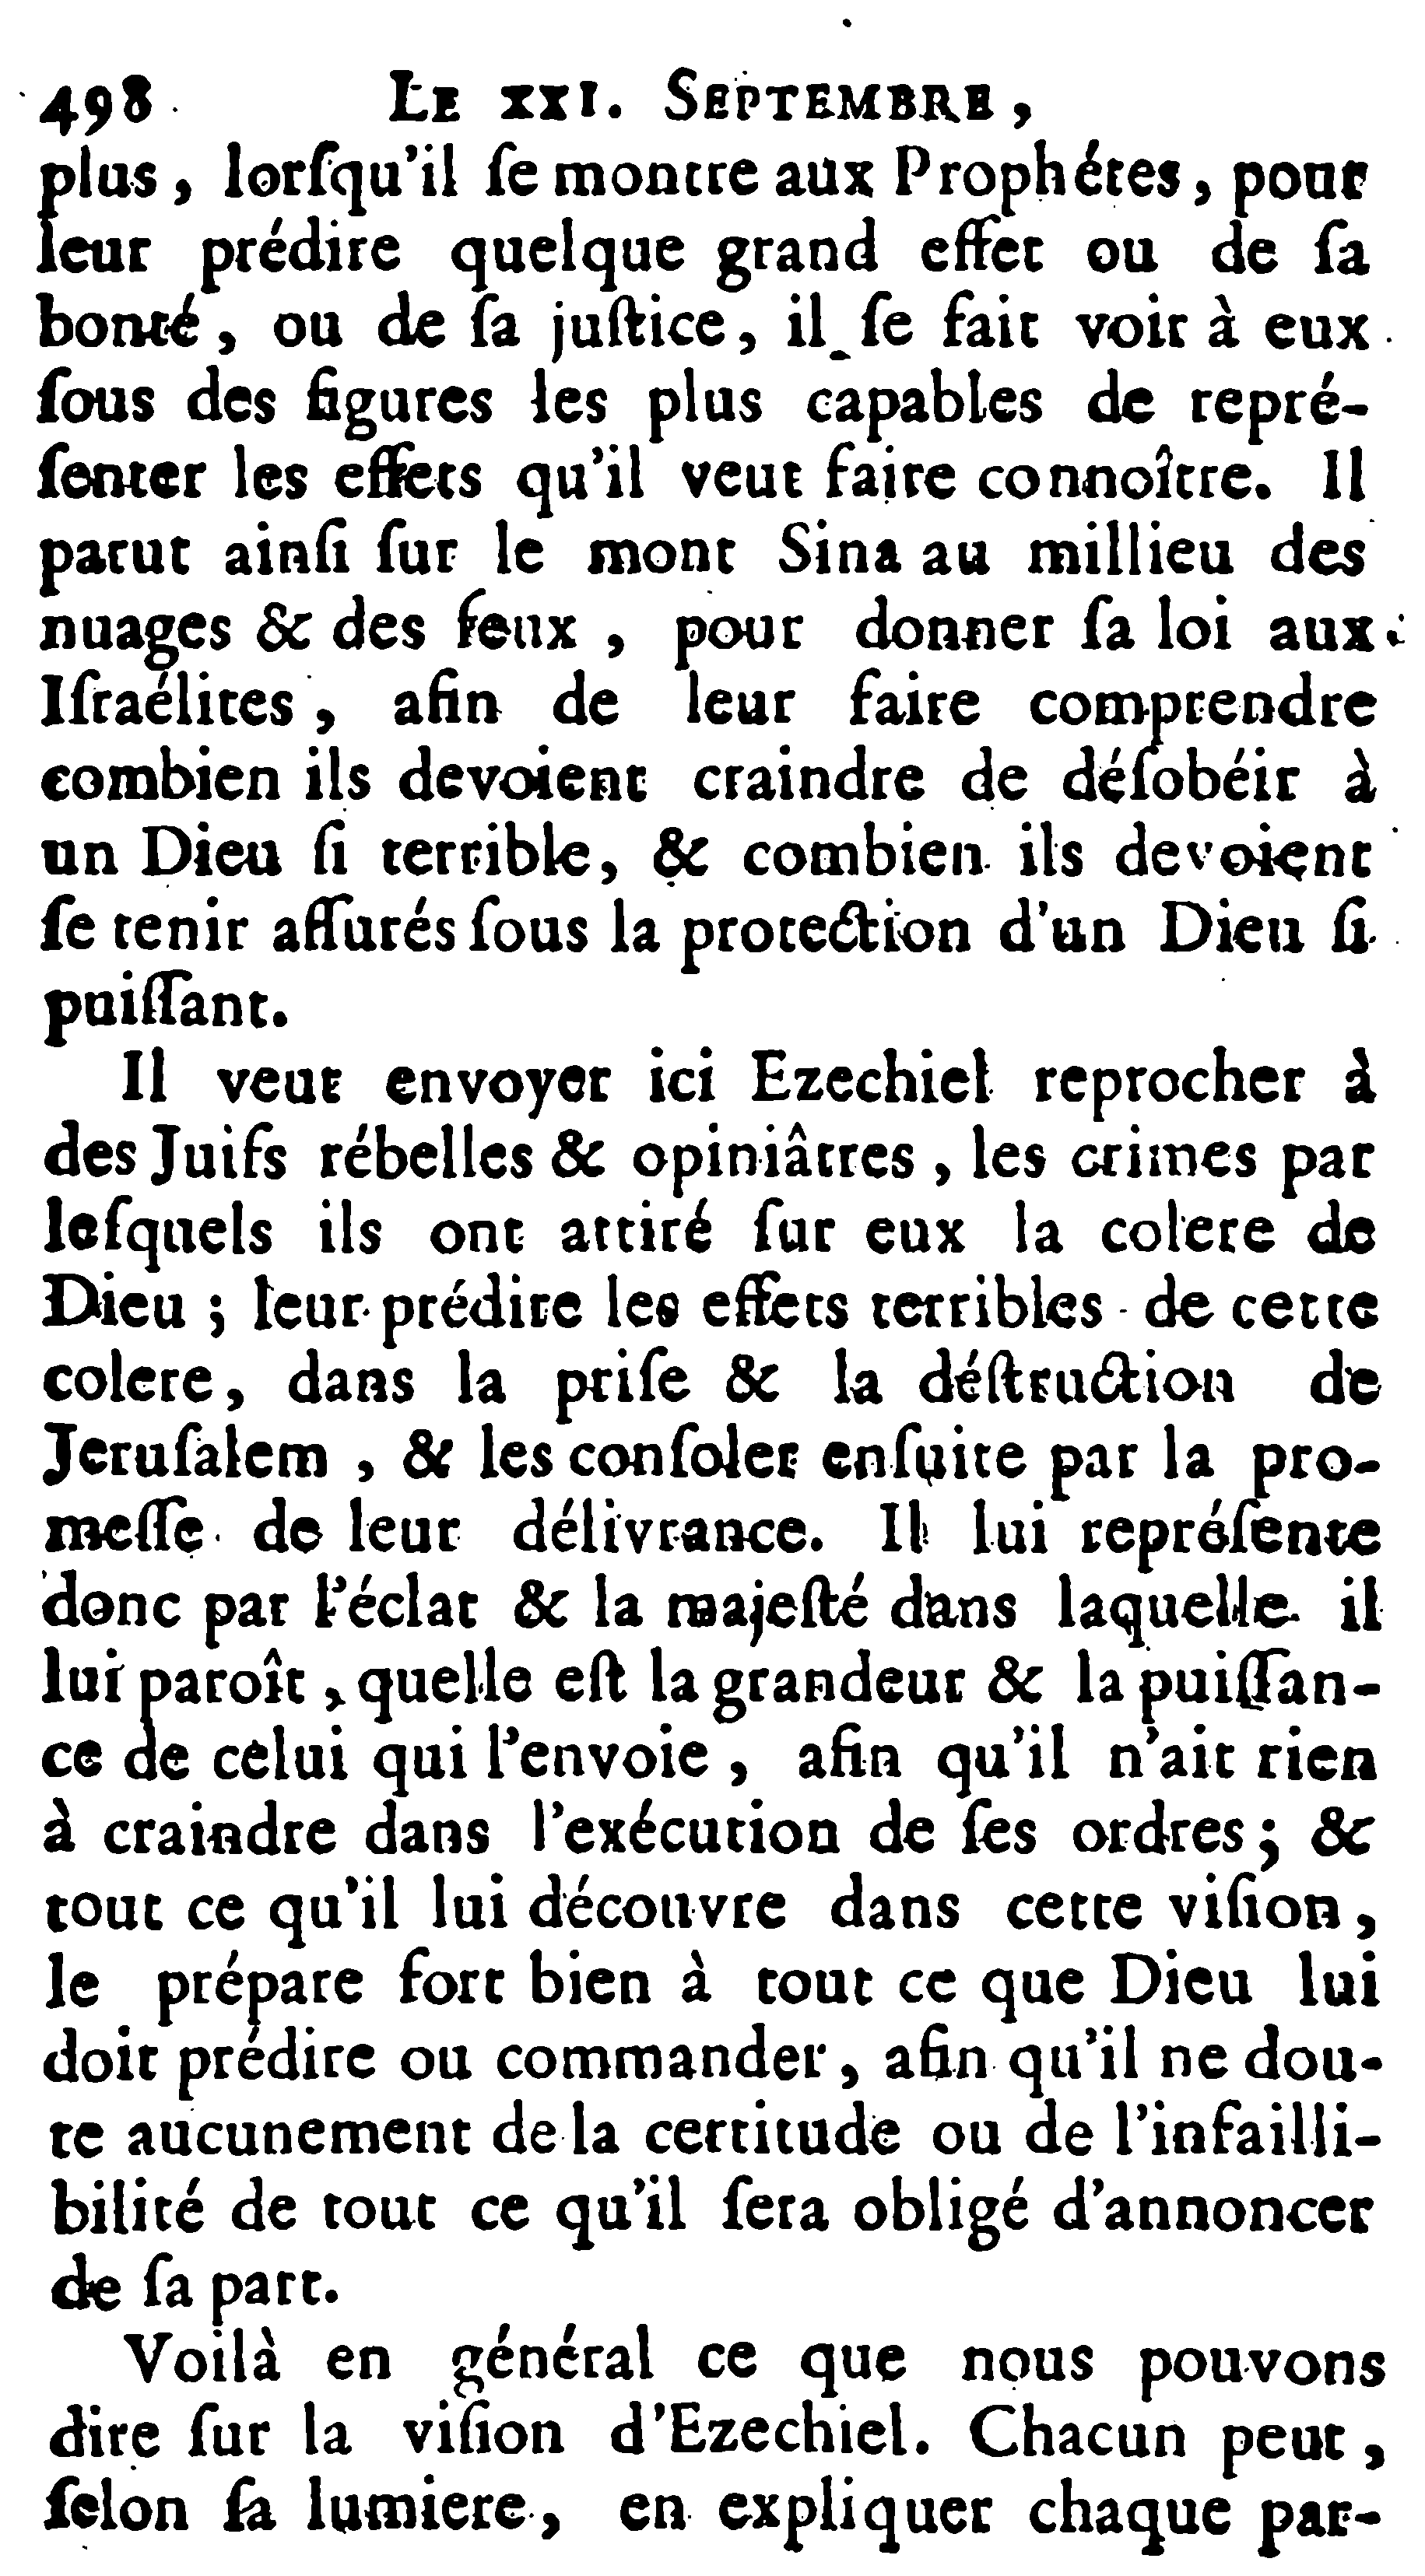 498 LE XXI. SEPTEMBRE,
plus, lorſqu'il ſe montre aux Prophétes, pour
leur prédire quelque grand effet ou de ſa
bonté, ou de ſa juſtice, il ſe fait voir à eux
ſous des figures les plus capables de repré-
ſenter les effets qu'il veut faire connoître. Il
parut ainſi ſur le mont Sina au millieu des
nuages & des feux, pour donner ſa loi aux
Iſraélites, afin de leur faire comprendre
combien ils devoient craindre de déſobéir à
un Dieu ſi terrible, & combien ils devoient
ſe tenir aſſurés ſous la protection d'un Dieu ſi
puiſſant.
Il veut envoyer ici Ezechiel reprocher à
des Juifs rébelles & opiniâtres, les crimes par
leſquels ils ont attiré ſur eux la colere de
Dieu ; leur prédire les effets terribles de cette
colere, dans la priſe & la déſtruction de
Jeruſalem, & les conſoler enſuite par la pro-
meſſe de leur délivrance. Il lui repréſente
donc par l'éclat & la majeſté dans laquelle il
lui paroît, quelle eſt la grandeur & la puiſſan-
ce de celui qui l'envoie, afin qu'il n'ait rien
à craindre dans l'exécution de ſes ordres ; &
tout ce qu'il lui découvre dans cette viſion,
le prépare fort bien à tout ce que Dieu lui
doit prédire ou commander, afin qu'il ne dou-
te aucunement de la certitude ou de l'infailli-
bilité de tout ce qu'il ſera obligé d'annoncer
de ſa part.
Voilà en général ce que nous pouvons
dire ſur la viſion d'Ezechiel. Chacun peut,
ſelon ſa lumiere, en expliquer chaque par-